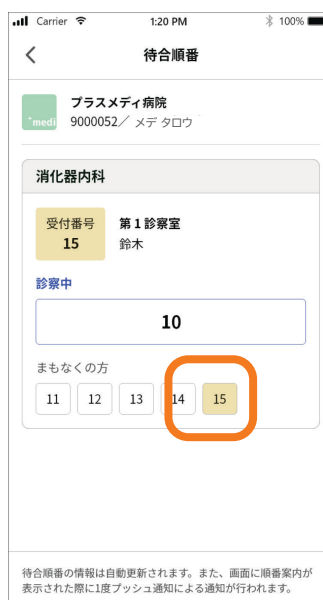 Carrier 1:20 PM 100%
待合順番
プラスメディ病院
+medi 9000052／ メデ タロウ
消化器内科
受付番号 第1診察室
15 鈴木
診察中
10
まもなくの方
11 12 13 14 15
待合順番の情報は自動更新されます。また、画面に順番案内が
表示された際に1度プッシュ通知による通知が行われます。